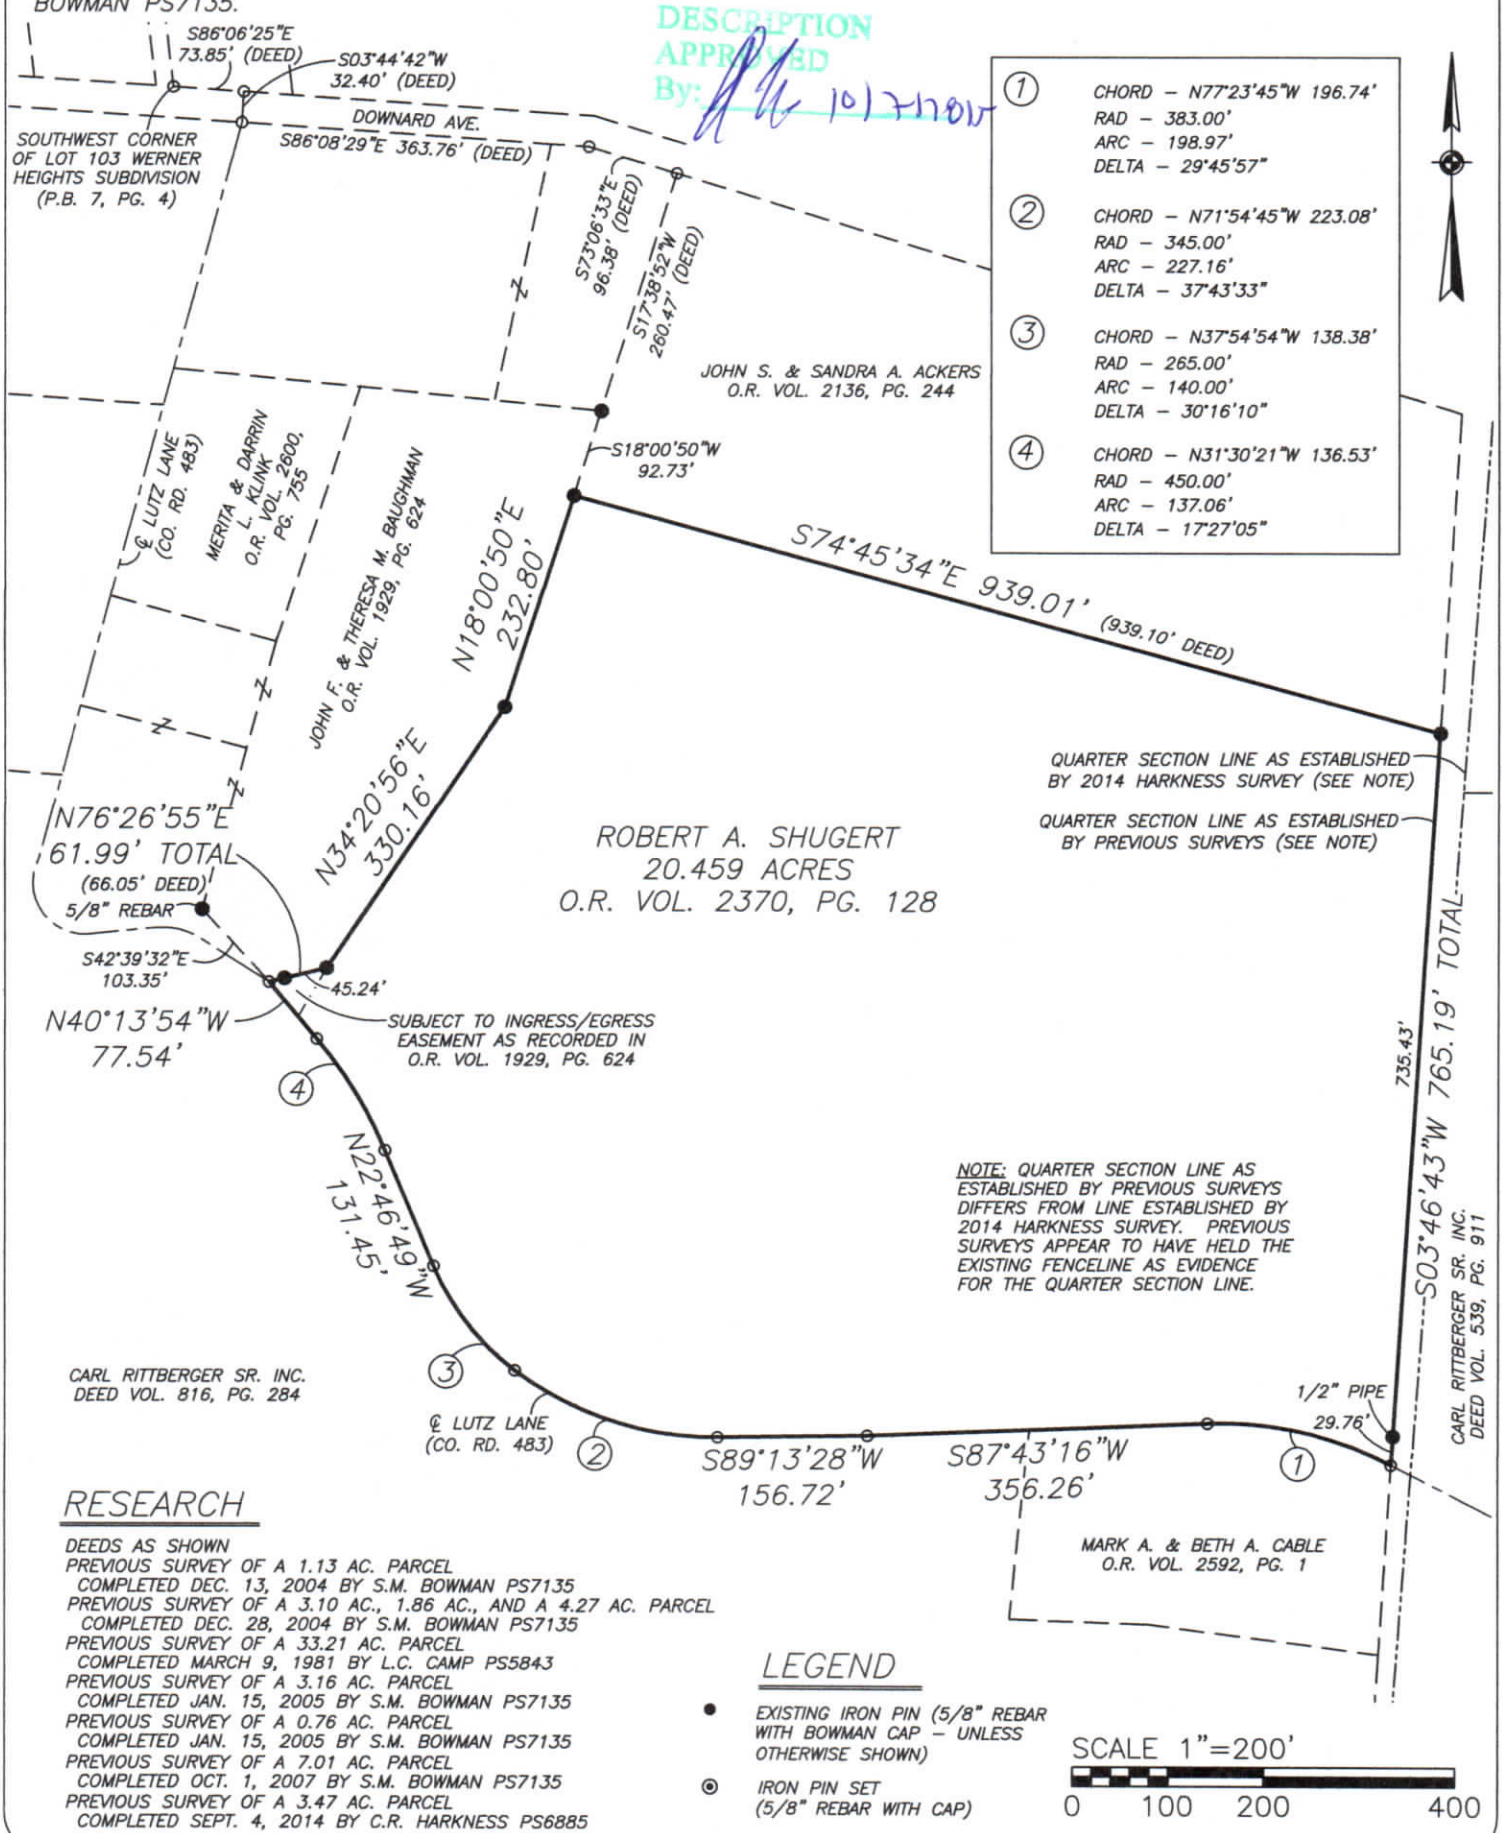 BOWMAN PS7135.
S86°06'25"E
73.85' (DEED)
S03°44'42"W
32.40' (DEED)
DOWNARD AVE.
S86°08'29"E 363.76' (DEED)
SOUTHWEST CORNER
OF LOT 103 WERNER
HEIGHTS SUBDIVISION
(P.B. 7, PG. 4)
DESCRIPTION
APPROVED
By:
S73°06'33"E
96.38' (DEED)
S17°38'52"W
260.47' (DEED)
1
CHORD – N77°23'45"W 196.74'
RAD – 383.00'
ARC – 198.97'
DELTA – 29°45'57"
2
CHORD – N71°54'45"W 223.08'
RAD – 345.00'
ARC – 227.16'
DELTA – 37°43'33"
3
CHORD – N37°54'54"W 138.38'
RAD – 265.00'
ARC – 140.00'
DELTA – 30°16'10"
4
CHORD – N31°30'21"W 136.53'
RAD – 450.00'
ARC – 137.06'
DELTA – 17°27'05"
JOHN S. & SANDRA A. ACKERS
O.R. VOL. 2136, PG. 244
S18°00'50"W
92.73'
℄ LUTZ LANE
(CO. RD. 483)
MERITA & DARRIN
L. KLINK
O.R. VOL. 2600,
PG. 755
JOHN F. & THERESA M. BAUGHMAN
O.R. VOL. 1929, PG. 624
N18°00'50"E
232.80'
S74°45'34"E 939.01' (939.10' DEED)
N34°20'56"E
330.16'
QUARTER SECTION LINE AS ESTABLISHED
BY 2014 HARKNESS SURVEY (SEE NOTE)
QUARTER SECTION LINE AS ESTABLISHED
BY PREVIOUS SURVEYS (SEE NOTE)
N76°26'55"E
61.99' TOTAL
(66.05' DEED)
5/8" REBAR
ROBERT A. SHUGERT
20.459 ACRES
O.R. VOL. 2370, PG. 128
S42°39'32"E
103.35'
45.24'
N40°13'54"W
77.54'
SUBJECT TO INGRESS/EGRESS
EASEMENT AS RECORDED IN
O.R. VOL. 1929, PG. 624
4
735.43'
S03°46'43"W 765.19' TOTAL
N22°46'49"W
131.45'
NOTE: QUARTER SECTION LINE AS
ESTABLISHED BY PREVIOUS SURVEYS
DIFFERS FROM LINE ESTABLISHED BY
2014 HARKNESS SURVEY. PREVIOUS
SURVEYS APPEAR TO HAVE HELD THE
EXISTING FENCELINE AS EVIDENCE
FOR THE QUARTER SECTION LINE.
CARL RITTBERGER SR. INC.
DEED VOL. 539, PG. 911
CARL RITTBERGER SR. INC.
DEED VOL. 816, PG. 284
3
℄ LUTZ LANE
(CO. RD. 483)
2
S89°13'28"W
156.72'
S87°43'16"W
356.26'
1/2" PIPE
29.76'
1
MARK A. & BETH A. CABLE
O.R. VOL. 2592, PG. 1
RESEARCH
DEEDS AS SHOWN
PREVIOUS SURVEY OF A 1.13 AC. PARCEL
COMPLETED DEC. 13, 2004 BY S.M. BOWMAN PS7135
PREVIOUS SURVEY OF A 3.10 AC., 1.86 AC., AND A 4.27 AC. PARCEL
COMPLETED DEC. 28, 2004 BY S.M. BOWMAN PS7135
PREVIOUS SURVEY OF A 33.21 AC. PARCEL
COMPLETED MARCH 9, 1981 BY L.C. CAMP PS5843
PREVIOUS SURVEY OF A 3.16 AC. PARCEL
COMPLETED JAN. 15, 2005 BY S.M. BOWMAN PS7135
PREVIOUS SURVEY OF A 0.76 AC. PARCEL
COMPLETED JAN. 15, 2005 BY S.M. BOWMAN PS7135
PREVIOUS SURVEY OF A 7.01 AC. PARCEL
COMPLETED OCT. 1, 2007 BY S.M. BOWMAN PS7135
PREVIOUS SURVEY OF A 3.47 AC. PARCEL
COMPLETED SEPT. 4, 2014 BY C.R. HARKNESS PS6885
LEGEND
EXISTING IRON PIN (5/8" REBAR
WITH BOWMAN CAP – UNLESS
OTHERWISE SHOWN)
IRON PIN SET
(5/8" REBAR WITH CAP)
SCALE 1"=200'
0 100 200 400